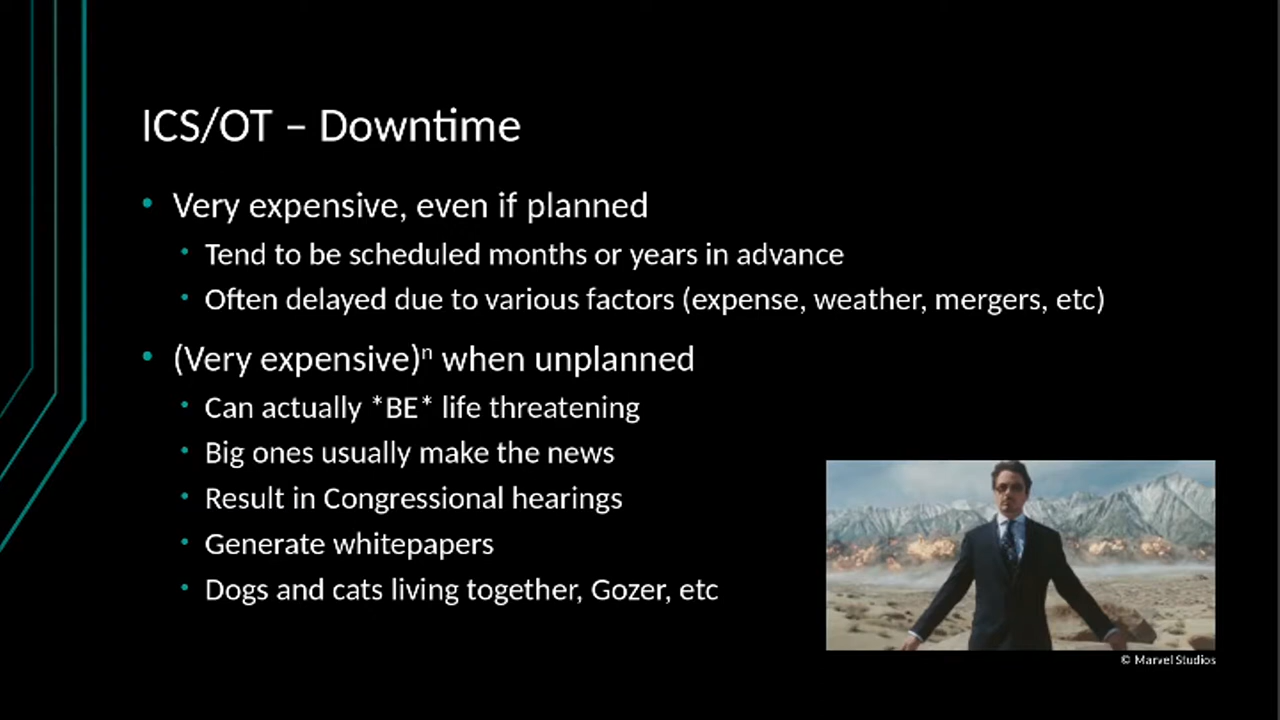 ICS/OT – Downtime
• Very expensive, even if planned
• Tend to be scheduled months or years in advance
• Often delayed due to various factors (expense, weather, mergers, etc)
• (Very expensive)ⁿ when unplanned
• Can actually *BE* life threatening
• Big ones usually make the news
• Result in Congressional hearings
• Generate whitepapers
• Dogs and cats living together, Gozer, etc
© Marvel Studios